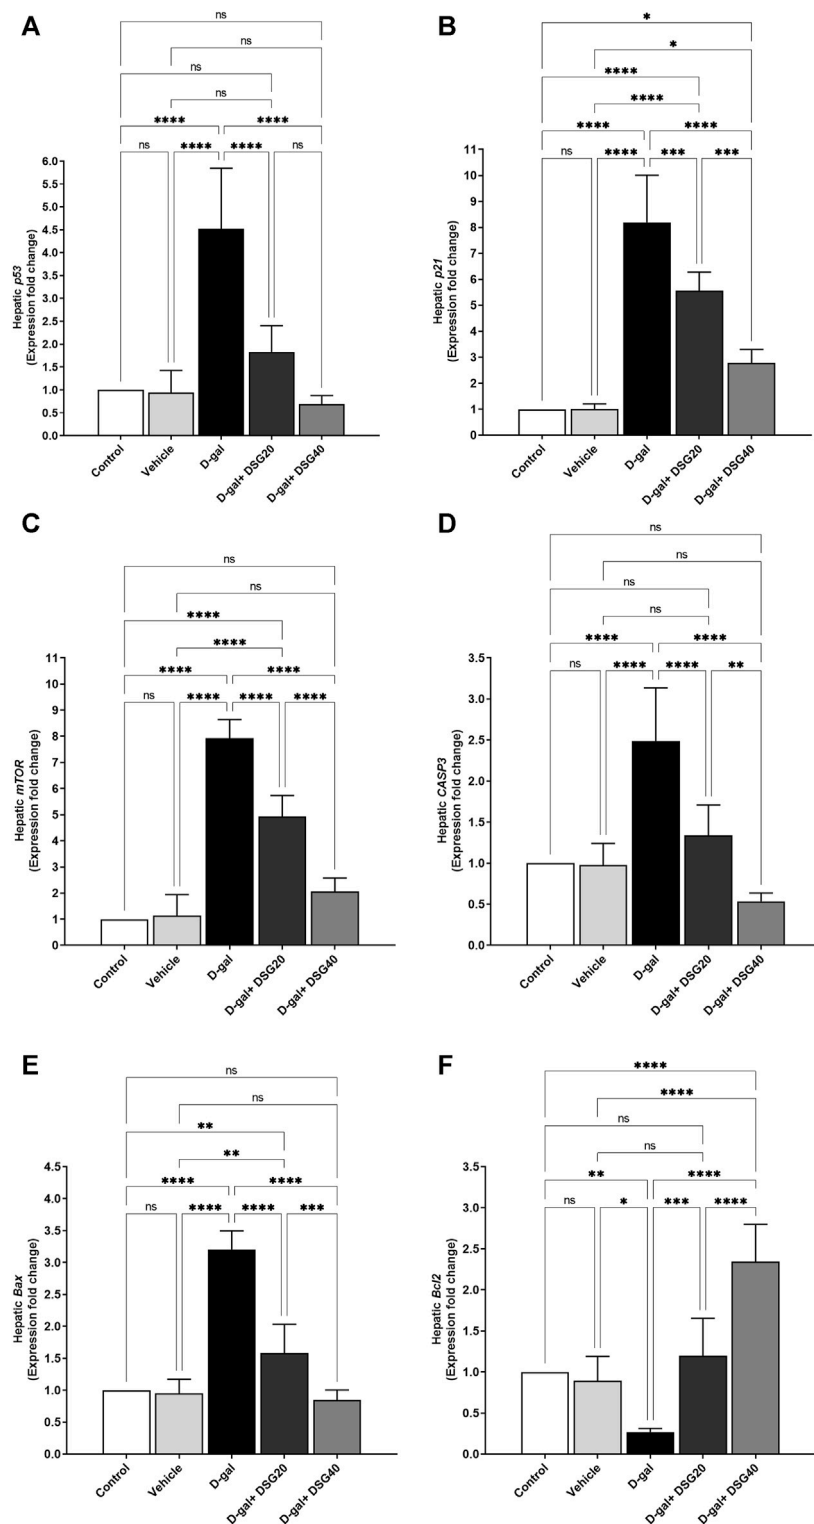 A
ns
ns
ns
ns
**** ****
ns **** **** ns
Hepatic p53
(Expression fold change)
6.0
5.5
5.0
4.5
4.0
3.5
3.0
2.5
2.0
1.5
1.0
0.5
0.0
Control
Vehicle
D-gal
D-gal+ DSG20
D-gal+ DSG40
B
*
*
****
****
**** ****
ns **** *** ***
Hepatic p21
(Expression fold change)
11
10
9
8
7
6
5
4
3
2
1
0
Control
Vehicle
D-gal
D-gal+ DSG20
D-gal+ DSG40
C
ns
ns
****
****
**** ****
ns **** **** ****
Hepatic mTOR
(Expression fold change)
11
10
9
8
7
6
5
4
3
2
1
0
Control
Vehicle
D-gal
D-gal+ DSG20
D-gal+ DSG40
D
ns
ns
ns
ns
**** ****
ns **** **** **
Hepatic CASP3
(Expression fold change)
3.5
3.0
2.5
2.0
1.5
1.0
0.5
0.0
Control
Vehicle
D-gal
D-gal+ DSG20
D-gal+ DSG40
E
ns
ns
**
**
**** ****
ns **** **** ***
Hepatic Bax
(Expression fold change)
4.5
4.0
3.5
3.0
2.5
2.0
1.5
1.0
0.5
0.0
Control
Vehicle
D-gal
D-gal+ DSG20
D-gal+ DSG40
F
****
****
ns
ns
** ****
ns * *** ****
Hepatic Bcl2
(Expression fold change)
3.5
3.0
2.5
2.0
1.5
1.0
0.5
0.0
Control
Vehicle
D-gal
D-gal+ DSG20
D-gal+ DSG40